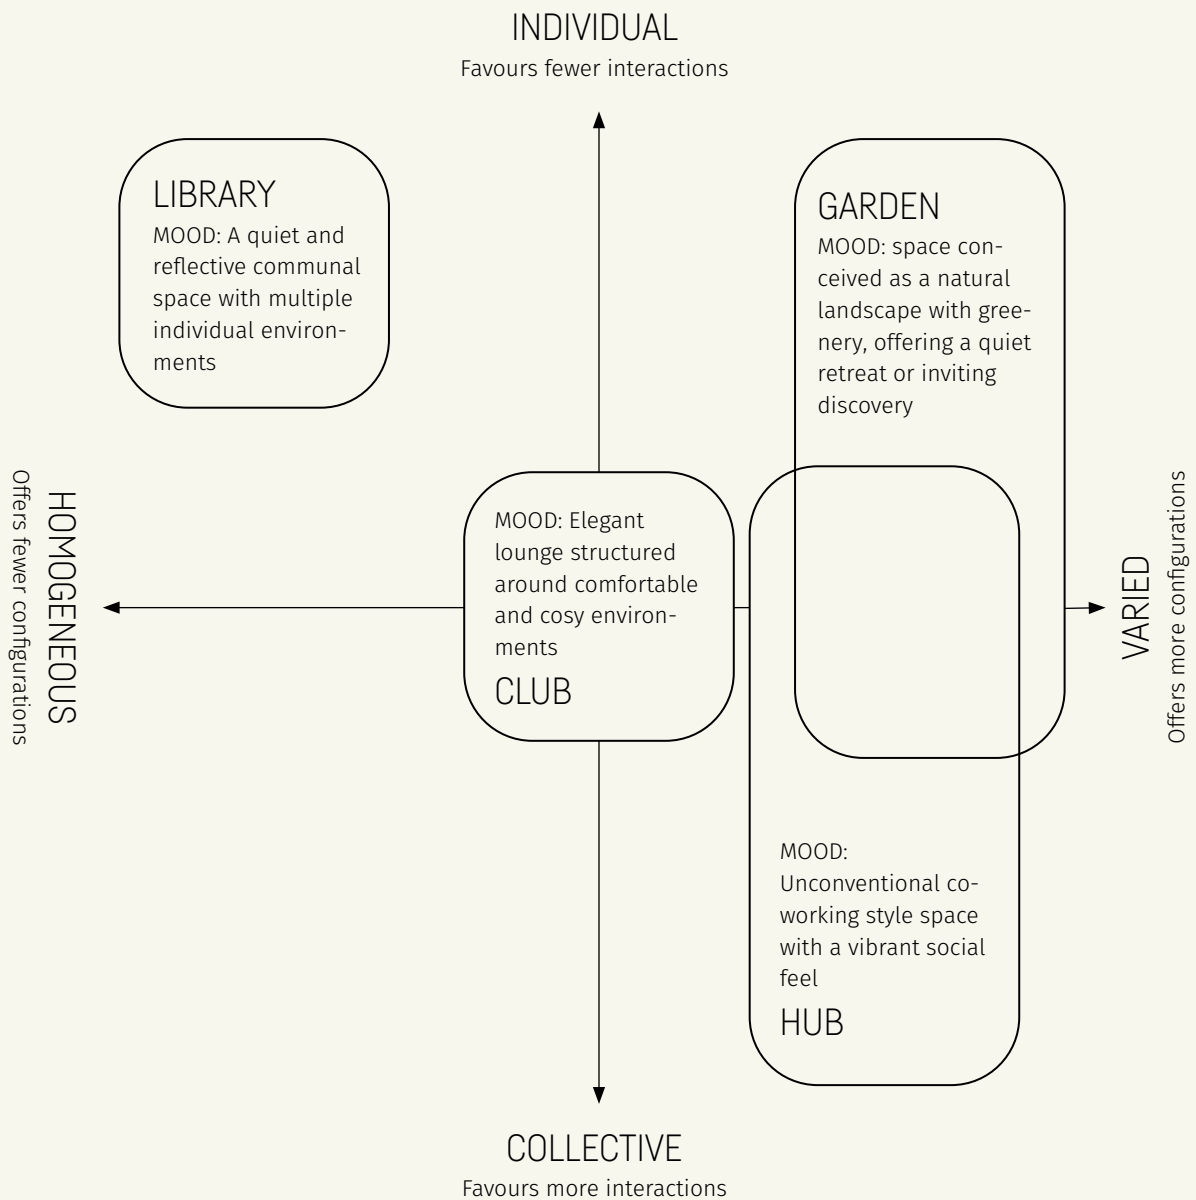 INDIVIDUAL
Favours fewer interactions
LIBRARY
MOOD: A quiet and
reflective communal
space with multiple
individual environ-
ments
GARDEN
MOOD: space con-
ceived as a natural
landscape with gree-
nery, offering a quiet
retreat or inviting
discovery
HOMOGENEOUS
Offers fewer configurations
MOOD: Elegant
lounge structured
around comfortable
and cosy environ-
ments
CLUB
VARIED
Offers more configurations
MOOD:
Unconventional co-
working style space
with a vibrant social
feel
HUB
COLLECTIVE
Favours more interactions